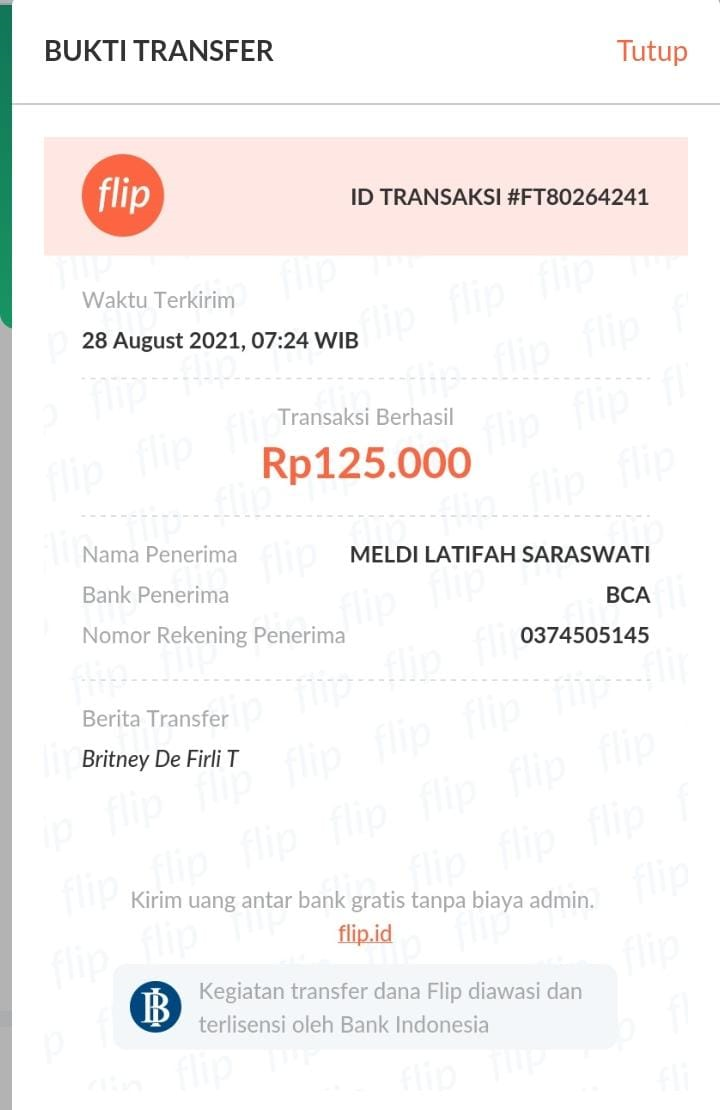 BUKTI TRANSFER Tutup
flip ID TRANSAKSI #FT80264241
Waktu Terkirim
28 August 2021, 07:24 WIB
Transaksi Berhasil
Rp125.000
Nama Penerima MELDI LATIFAH SARASWATI
Bank Penerima BCA
Nomor Rekening Penerima 0374505145
Berita Transfer
Britney De Firli T
Kirim uang antar bank gratis tanpa biaya admin.
flip.id
Kegiatan transfer dana Flip diawasi dan
terlisensi oleh Bank Indonesia